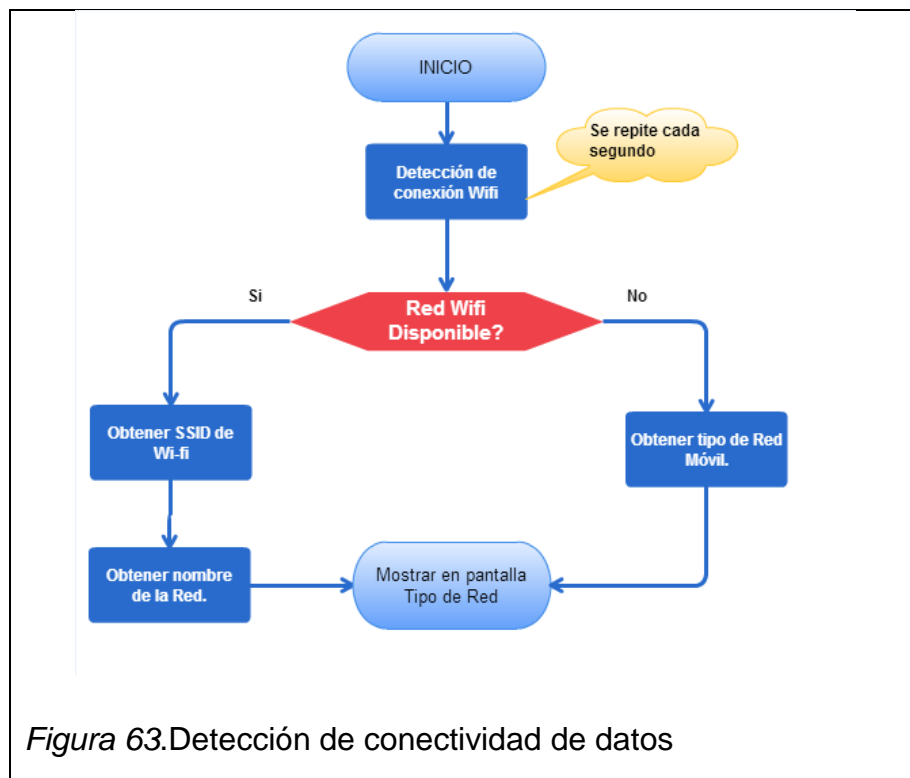 INICIO
Se repite cada
segundo
Detección de
conexión Wifi
Si
Red Wifi
Disponible?
No
Obtener SSID de
Wi-fi
Obtener tipo de Red
Móvil.
Obtener nombre
de la Red.
Mostrar en pantalla
Tipo de Red
Figura 63.Detección de conectividad de datos